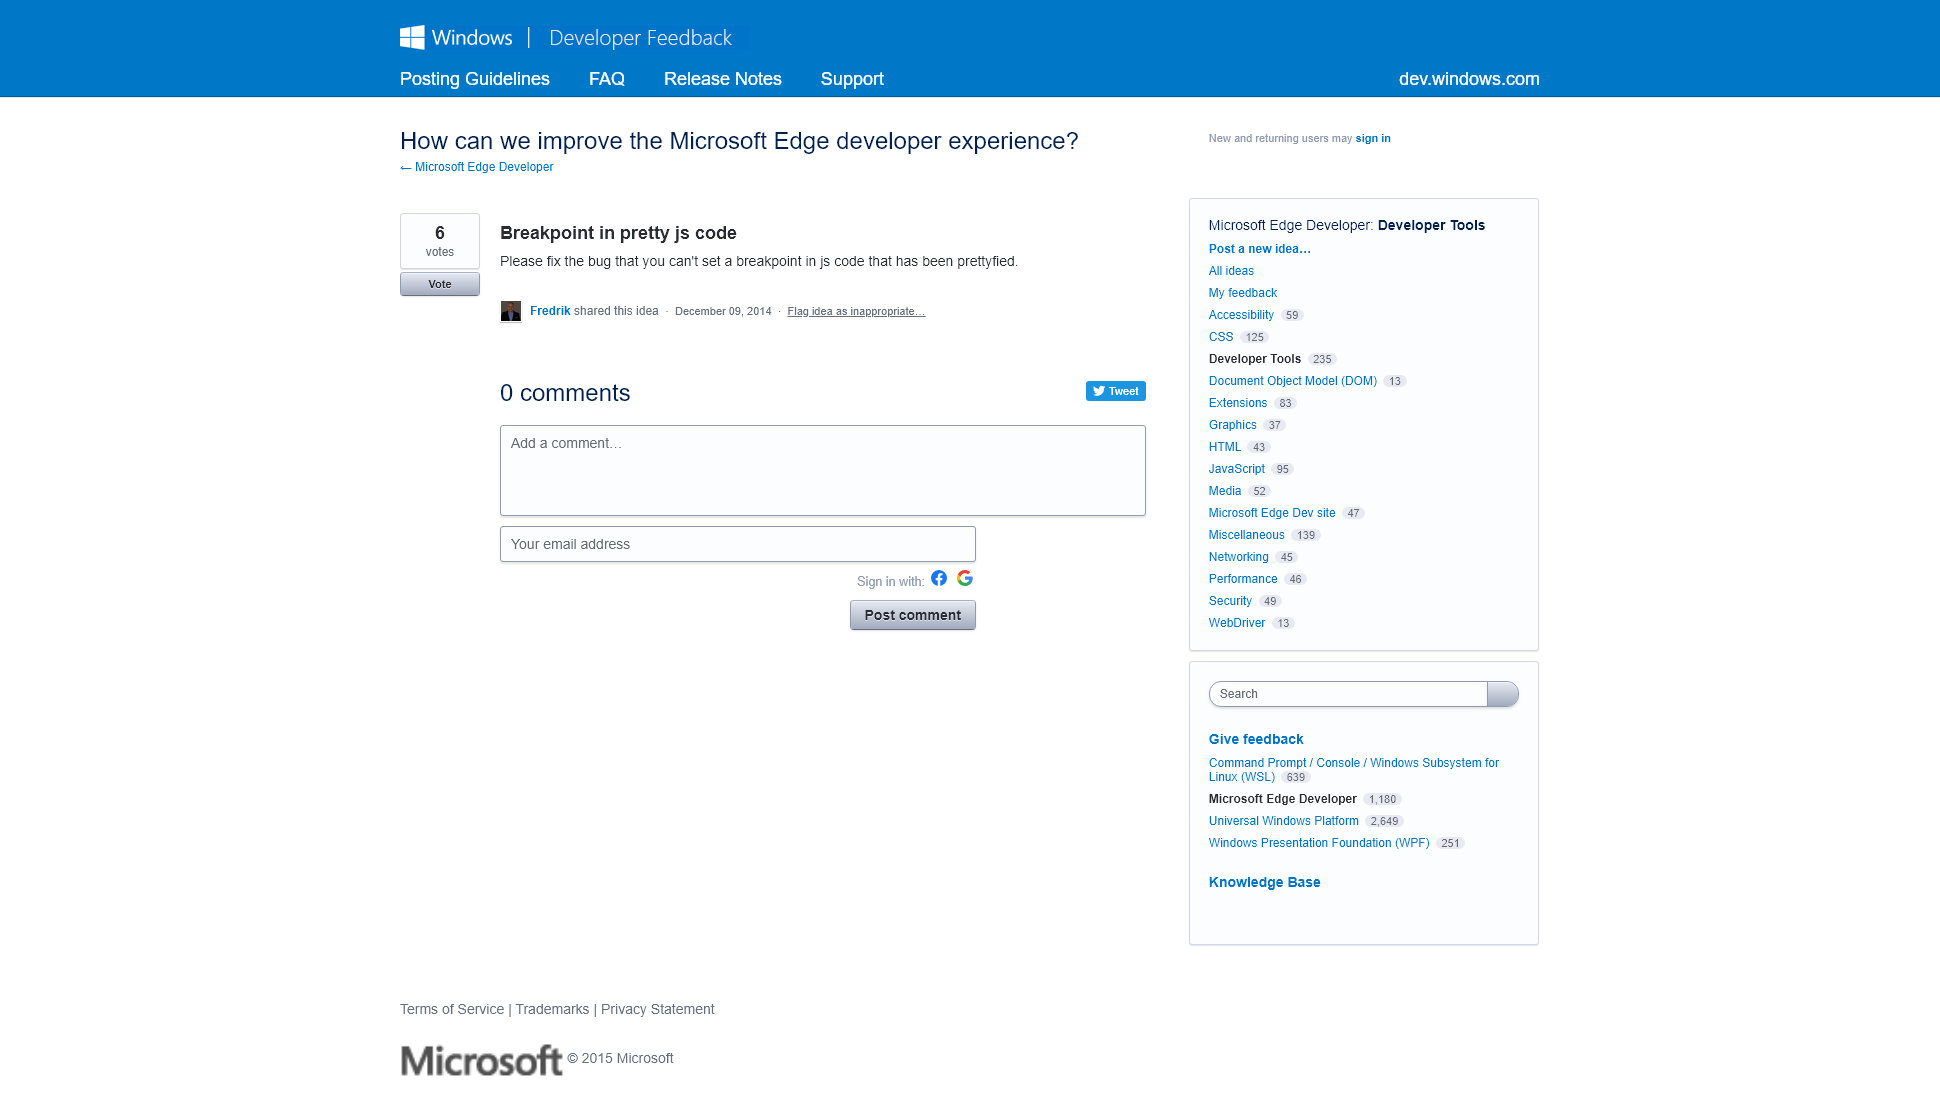 Windows | Developer Feedback
Posting Guidelines FAQ Release Notes Support dev.windows.com
How can we improve the Microsoft Edge developer experience?
← Microsoft Edge Developer
New and returning users may sign in
6
votes
Vote
Breakpoint in pretty js code
Please fix the bug that you can't set a breakpoint in js code that has been prettyfied.
Fredrik shared this idea · December 09, 2014 · Flag idea as inappropriate…
0 comments
Tweet
Add a comment…
Your email address
Sign in with:
Post comment
Microsoft Edge Developer: Developer Tools
Post a new idea…
All ideas
My feedback
Accessibility 59
CSS 125
Developer Tools 235
Document Object Model (DOM) 13
Extensions 83
Graphics 37
HTML 43
JavaScript 95
Media 52
Microsoft Edge Dev site 47
Miscellaneous 139
Networking 45
Performance 46
Security 49
WebDriver 13
Search
Give feedback
Command Prompt / Console / Windows Subsystem for
Linux (WSL) 639
Microsoft Edge Developer 1,180
Universal Windows Platform 2,649
Windows Presentation Foundation (WPF) 251
Knowledge Base
Terms of Service | Trademarks | Privacy Statement
Microsoft © 2015 Microsoft